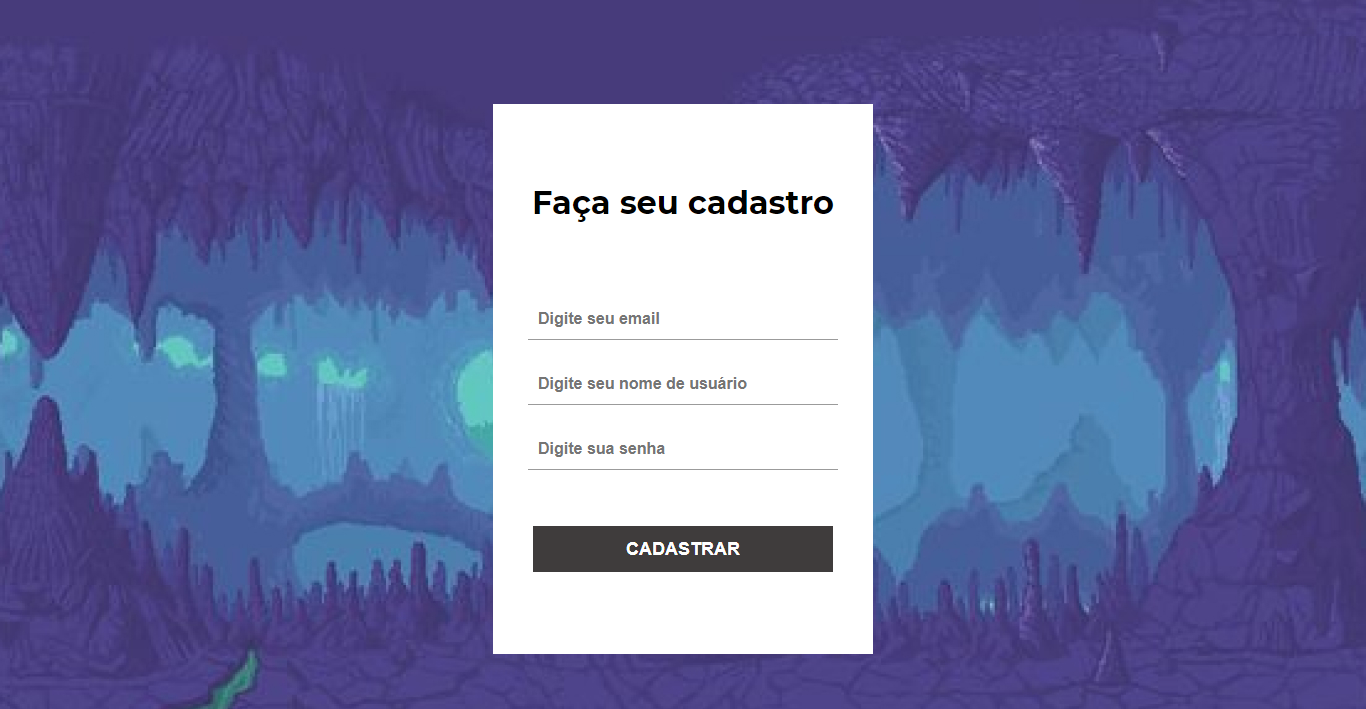 Faça seu cadastro
Digite seu email
Digite seu nome de usuário
Digite sua senha
CADASTRAR